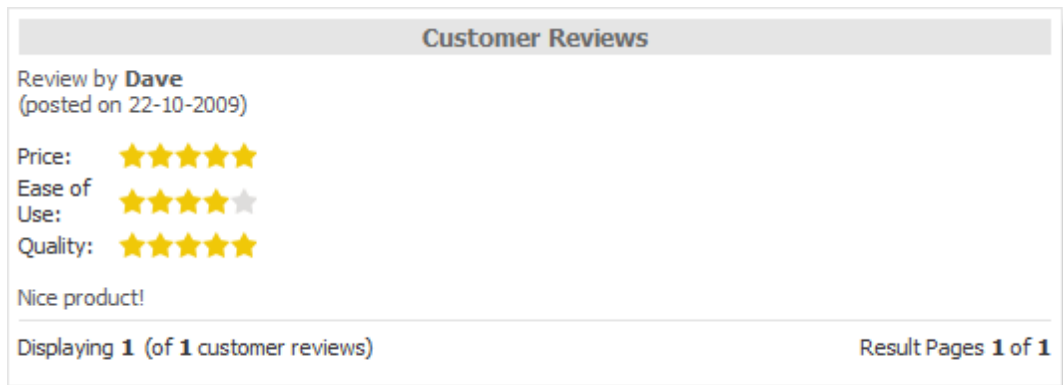 Customer Reviews
Review by Dave
(posted on 22-10-2009)
Price:
Ease of
Use:
Quality:
Nice product!
Displaying 1 (of 1 customer reviews) Result Pages 1 of 1